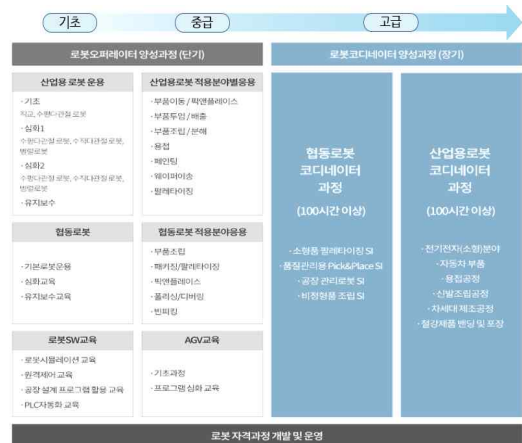 기초
중급
고급
로봇오퍼레이터 양성과정 (단기)
로봇코디네이터 양성과정 (장기)
산업용 로봇 운용
· 기초
직교, 수평다관절 로봇
· 심화1
수평다관절 로봇, 수직다관절 로봇,
병렬로봇
· 심화2
수평다관절 로봇, 수직다관절 로봇,
병렬로봇
· 유지보수
산업용로봇 적용분야별응용
· 부품이동 / 픽앤플레이스
· 부품투입 / 배출
· 부품조립 / 분해
· 용접
· 페인팅
· 웨이퍼이송
· 팔레타이징
협동로봇
· 기본로봇운용
· 심화교육
· 유지보수교육
협동로봇 적용분야응용
· 부품조립
· 패키징/팔레타이징
· 픽앤플레이스
· 폴리싱/디버링
· 빈피킹
로봇SW교육
· 로봇시뮬레이션 교육
· 원격제어 교육
· 공장 설계 프로그램 활용 교육
· PLC자동화 교육
AGV교육
· 기초과정
· 프로그램 심화 교육
협동로봇
코디네이터
과정
(100시간 이상)
· 소형품 팔레타이징 SI
· 품질관리용 Pick&Place SI
· 공장 관리로봇 SI
· 비정형품 조립 SI
산업용로봇
코디네이터
과정
(100시간 이상)
· 전기전자(소형)분야
· 자동차 부품
· 용접공정
· 신발조립공정
· 차세대 제조공정
· 철강제품 밴딩 및 포장
로봇 자격과정 개발 및 운영